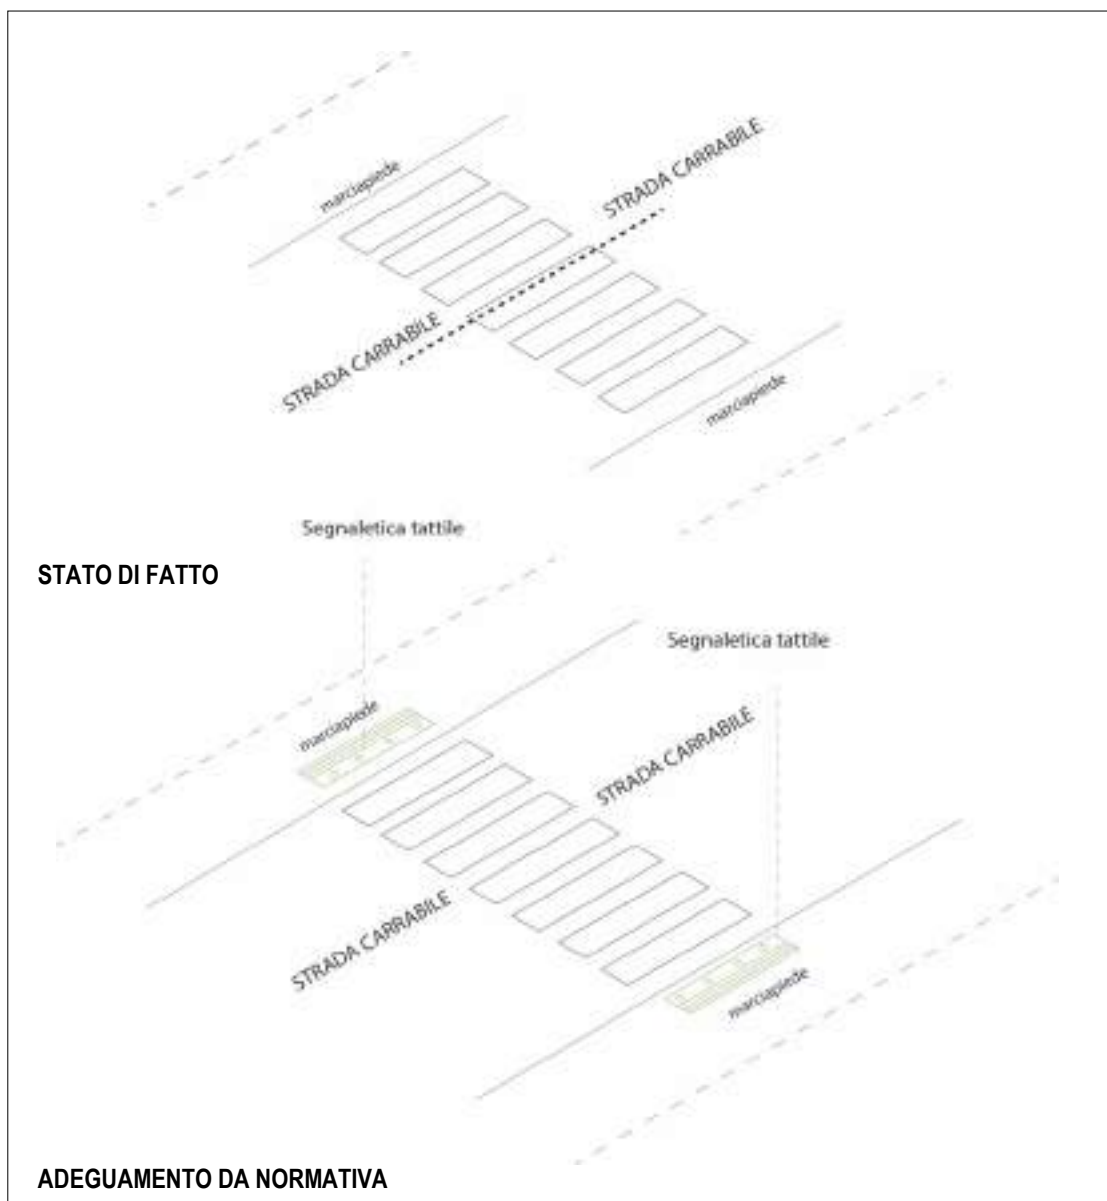 marciapiede
STRADA CARRABILE
STRADA CARRABILE
marciapiede
Segnaletica tattile
STATO DI FATTO
Segnaletica tattile
marciapiede
STRADA CARRABILE
STRADA CARRABILE
marciapiede
ADEGUAMENTO DA NORMATIVA